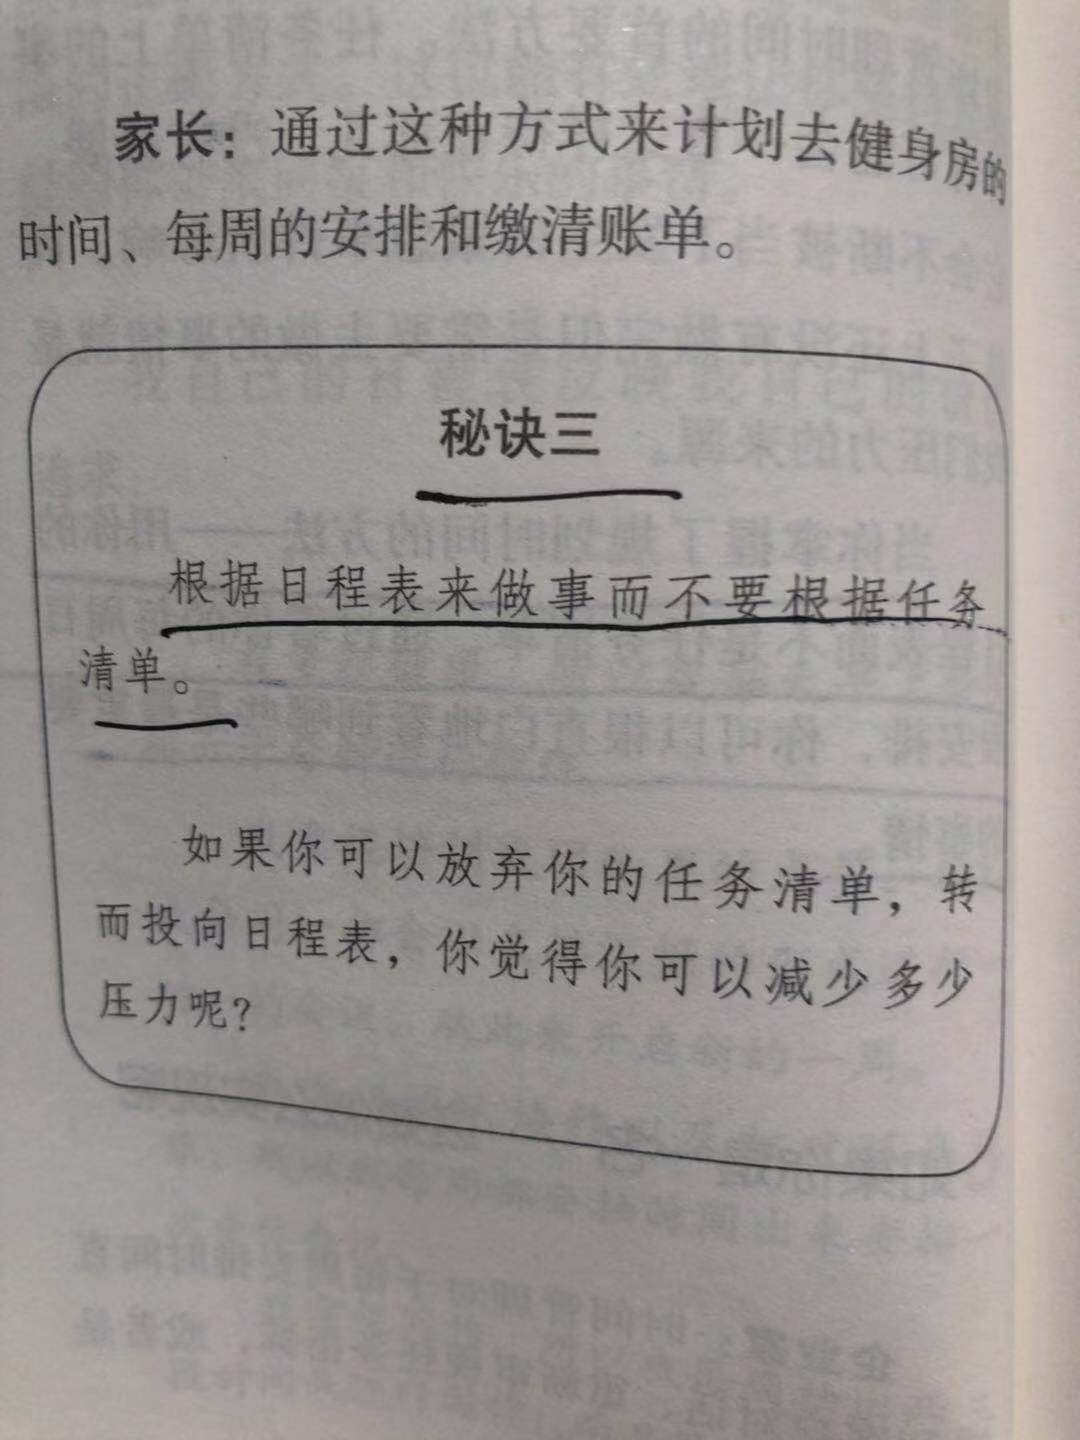 家长：通过这种方式来计划去健身房的
时间、每周的安排和缴清账单。
秘诀三
根据日程表来做事而不要根据任务
清单。
如果你可以放弃你的任务清单，转
而投向日程表，你觉得你可以减少多少
压力呢？